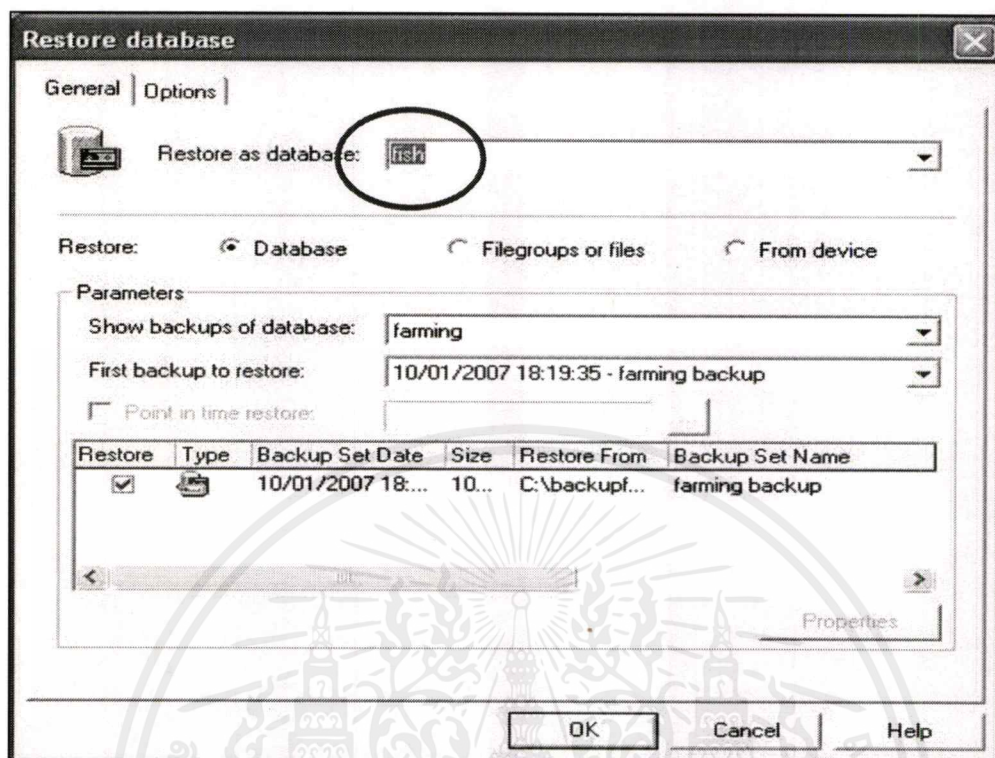 Restore database
General Options
Restore as database: fish
Restore: Database Filegroups or files From device
Parameters
Show backups of database: farming
First backup to restore: 10/01/2007 18:19:35 - farming backup
Point in time restore:
Restore Type Backup Set Date Size Restore From Backup Set Name
10/01/2007 18:... 10... C:\backupf... farming backup
Properties
OK Cancel Help